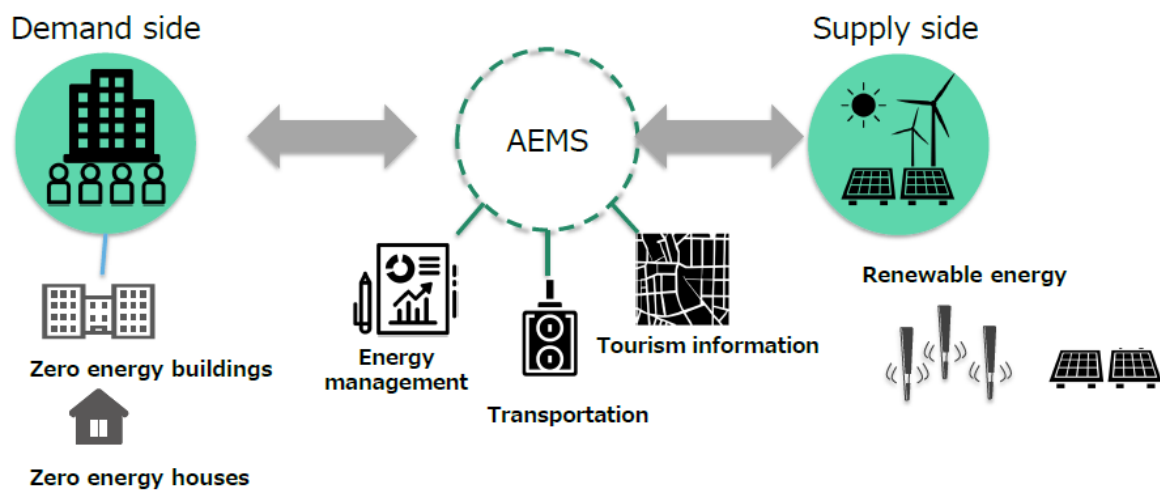 Demand side
Supply side
AEMS
Renewable energy
Energy
management
Tourism information
Zero energy buildings
Transportation
Zero energy houses